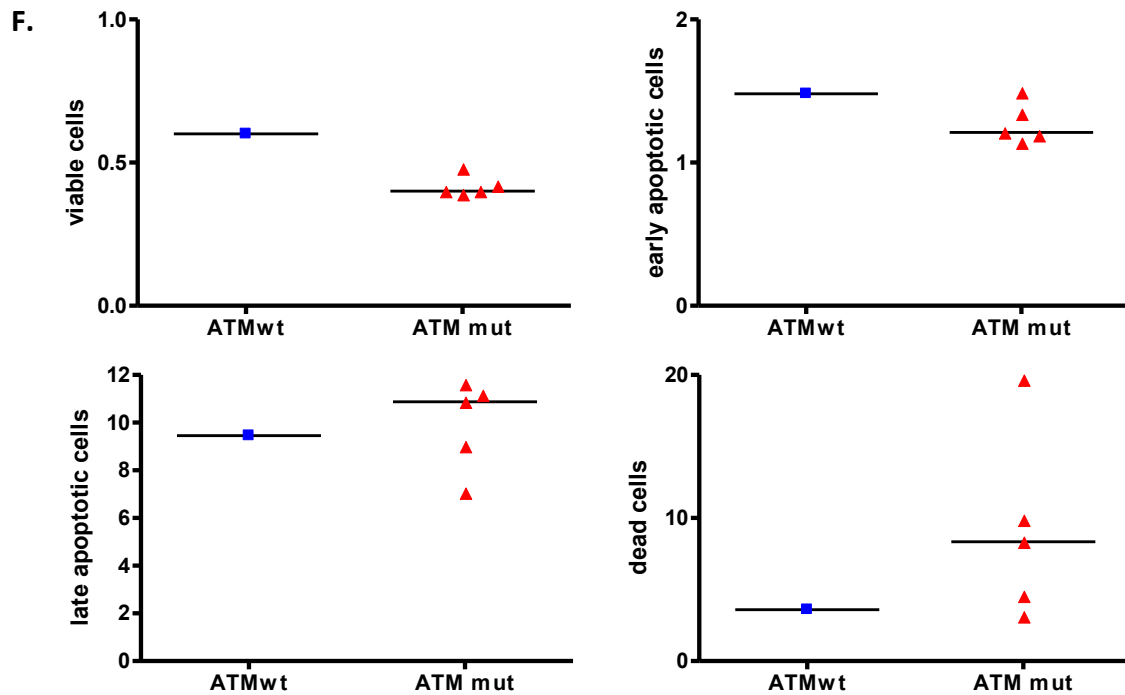 F.
viable cells
1.0
0.5
0.0
ATMwt
ATM mut
early apoptotic cells
2
1
0
ATMwt
ATM mut
late apoptotic cells
12
10
8
6
4
2
0
ATMwt
ATM mut
dead cells
20
10
0
ATMwt
ATM mut